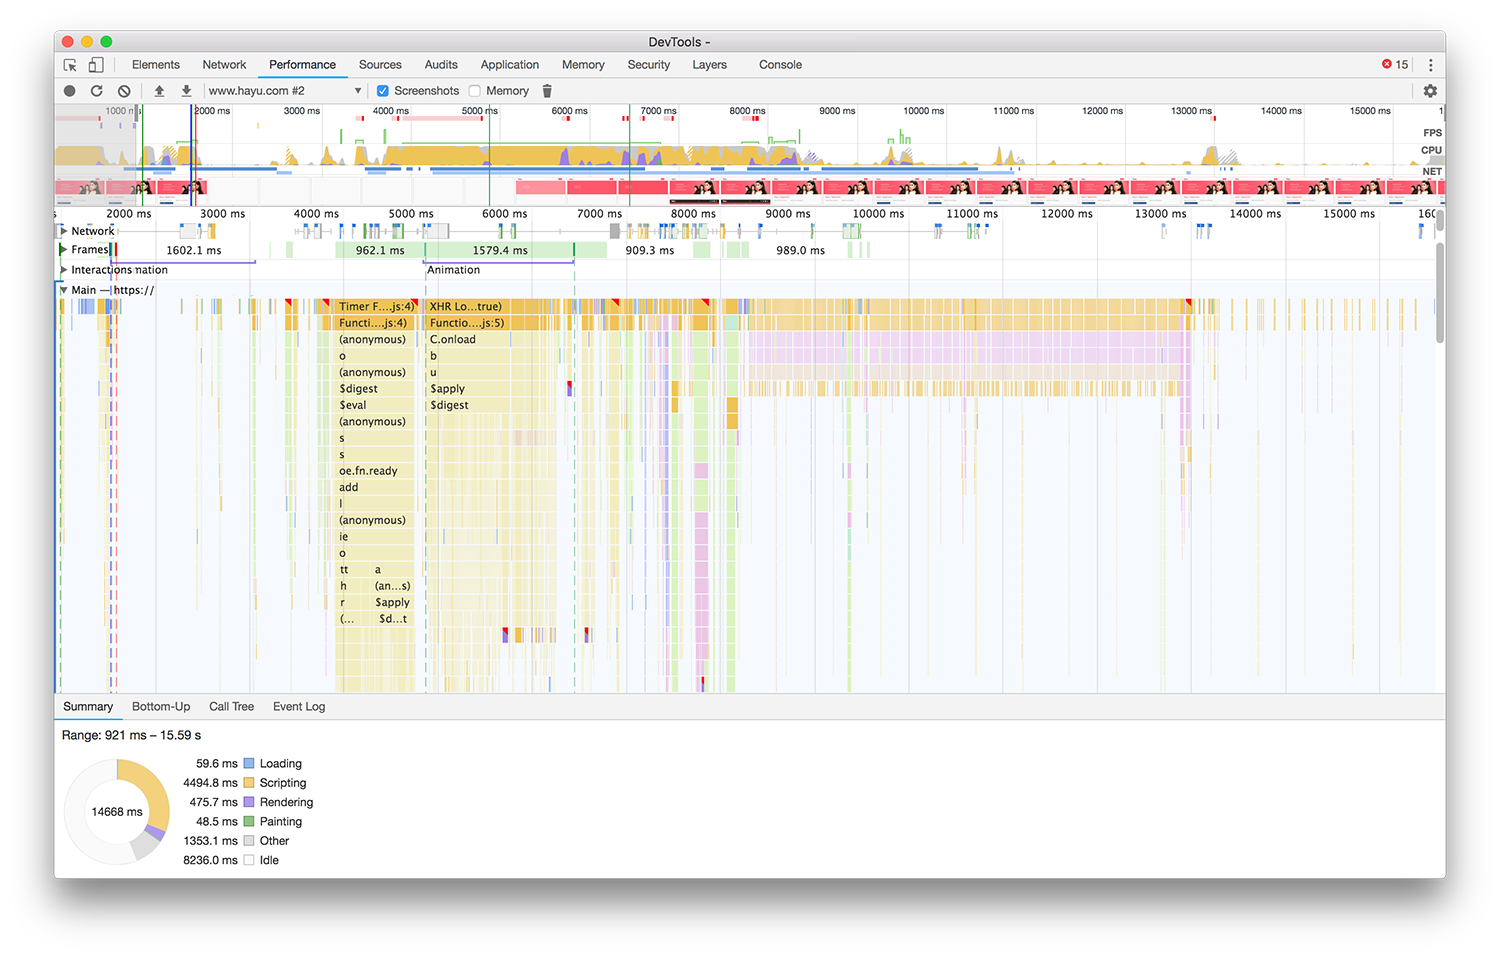 DevTools -
Elements Network Performance Sources Audits Application Memory Security Layers Console 15
www.hayu.com #2 Screenshots Memory
1000 2000 ms 3000 ms 4000 ms 5000 ms 6000 ms 7000 ms 8000 ms 9000 ms 10000 ms 11000 ms 12000 ms 13000 ms 14000 ms 15000 ms 1
FPS
CPU
NET
s 2000 ms 3000 ms 4000 ms 5000 ms 6000 ms 7000 ms 8000 ms 9000 ms 10000 ms 11000 ms 12000 ms 13000 ms 14000 ms 15000 ms 160
Network
Frames 1602.1 ms 962.1 ms 1579.4 ms 909.3 ms 989.0 ms
Interactions mation Animation
Main — https://
Timer F....js:4) XHR Lo...true)
Functi....js:4) Functio....js:5)
(anonymous) C.onload
o b
(anonymous) u
$digest $apply
$eval $digest
(anonymous)
s
s
oe.fn.ready
add
l
(anonymous)
ie
o
tt a
h (an...s)
r $apply
(... $d...t
Summary Bottom-Up Call Tree Event Log
Range: 921 ms – 15.59 s
59.6 ms Loading
4494.8 ms Scripting
475.7 ms Rendering
14668 ms
48.5 ms Painting
1353.1 ms Other
8236.0 ms Idle